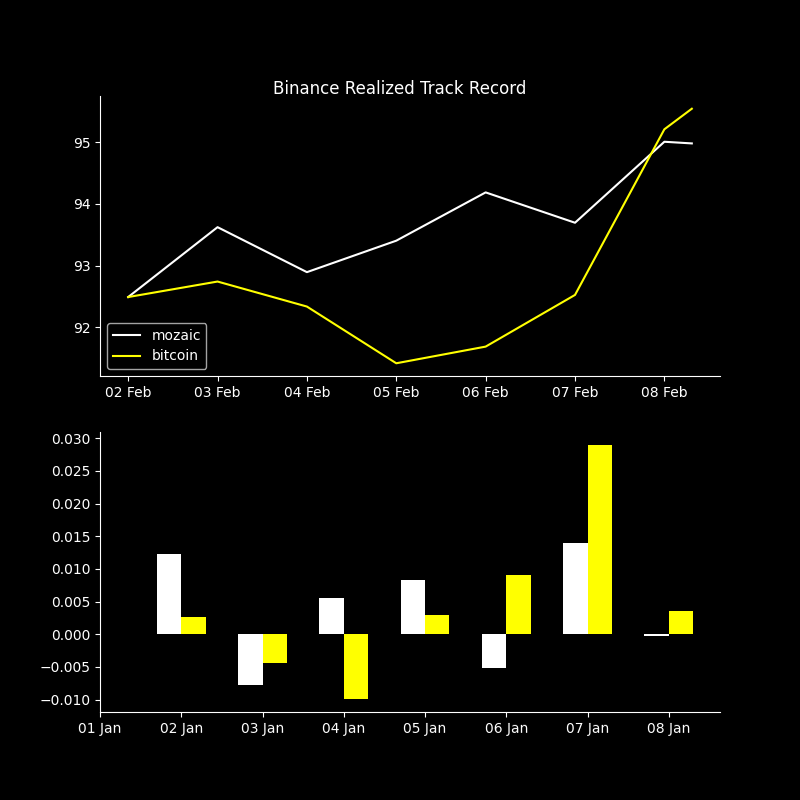 Binance Realized Track Record
95
94
93
92
mozaic
bitcoin
02 Feb 03 Feb 04 Feb 05 Feb 06 Feb 07 Feb 08 Feb
0.030
0.025
0.020
0.015
0.010
0.005
0.000
−0.005
−0.010
01 Jan 02 Jan 03 Jan 04 Jan 05 Jan 06 Jan 07 Jan 08 Jan